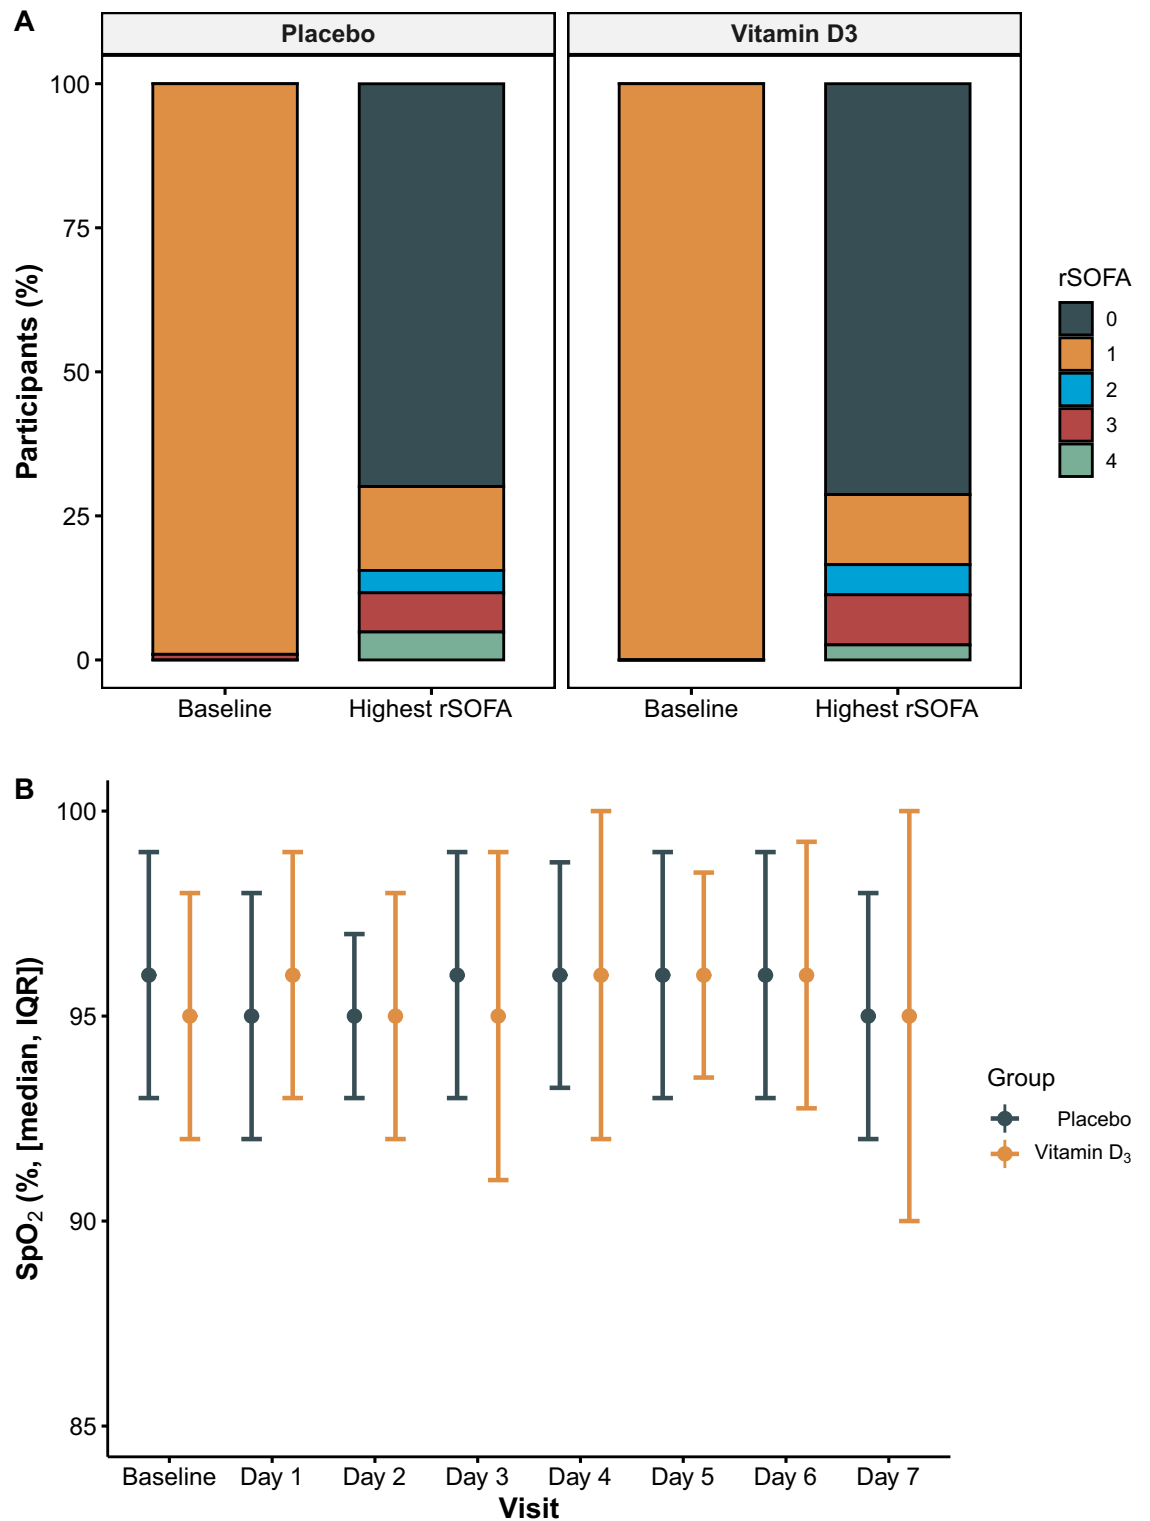 A
Placebo
Vitamin D3
100
75
50
25
0
Participants (%)
Baseline
Highest rSOFA
Baseline
Highest rSOFA
rSOFA
0
1
2
3
4
B
100
95
90
85
SpO₂ (%, [median, IQR])
Baseline
Day 1
Day 2
Day 3
Day 4
Day 5
Day 6
Day 7
Visit
Group
Placebo
Vitamin D₃